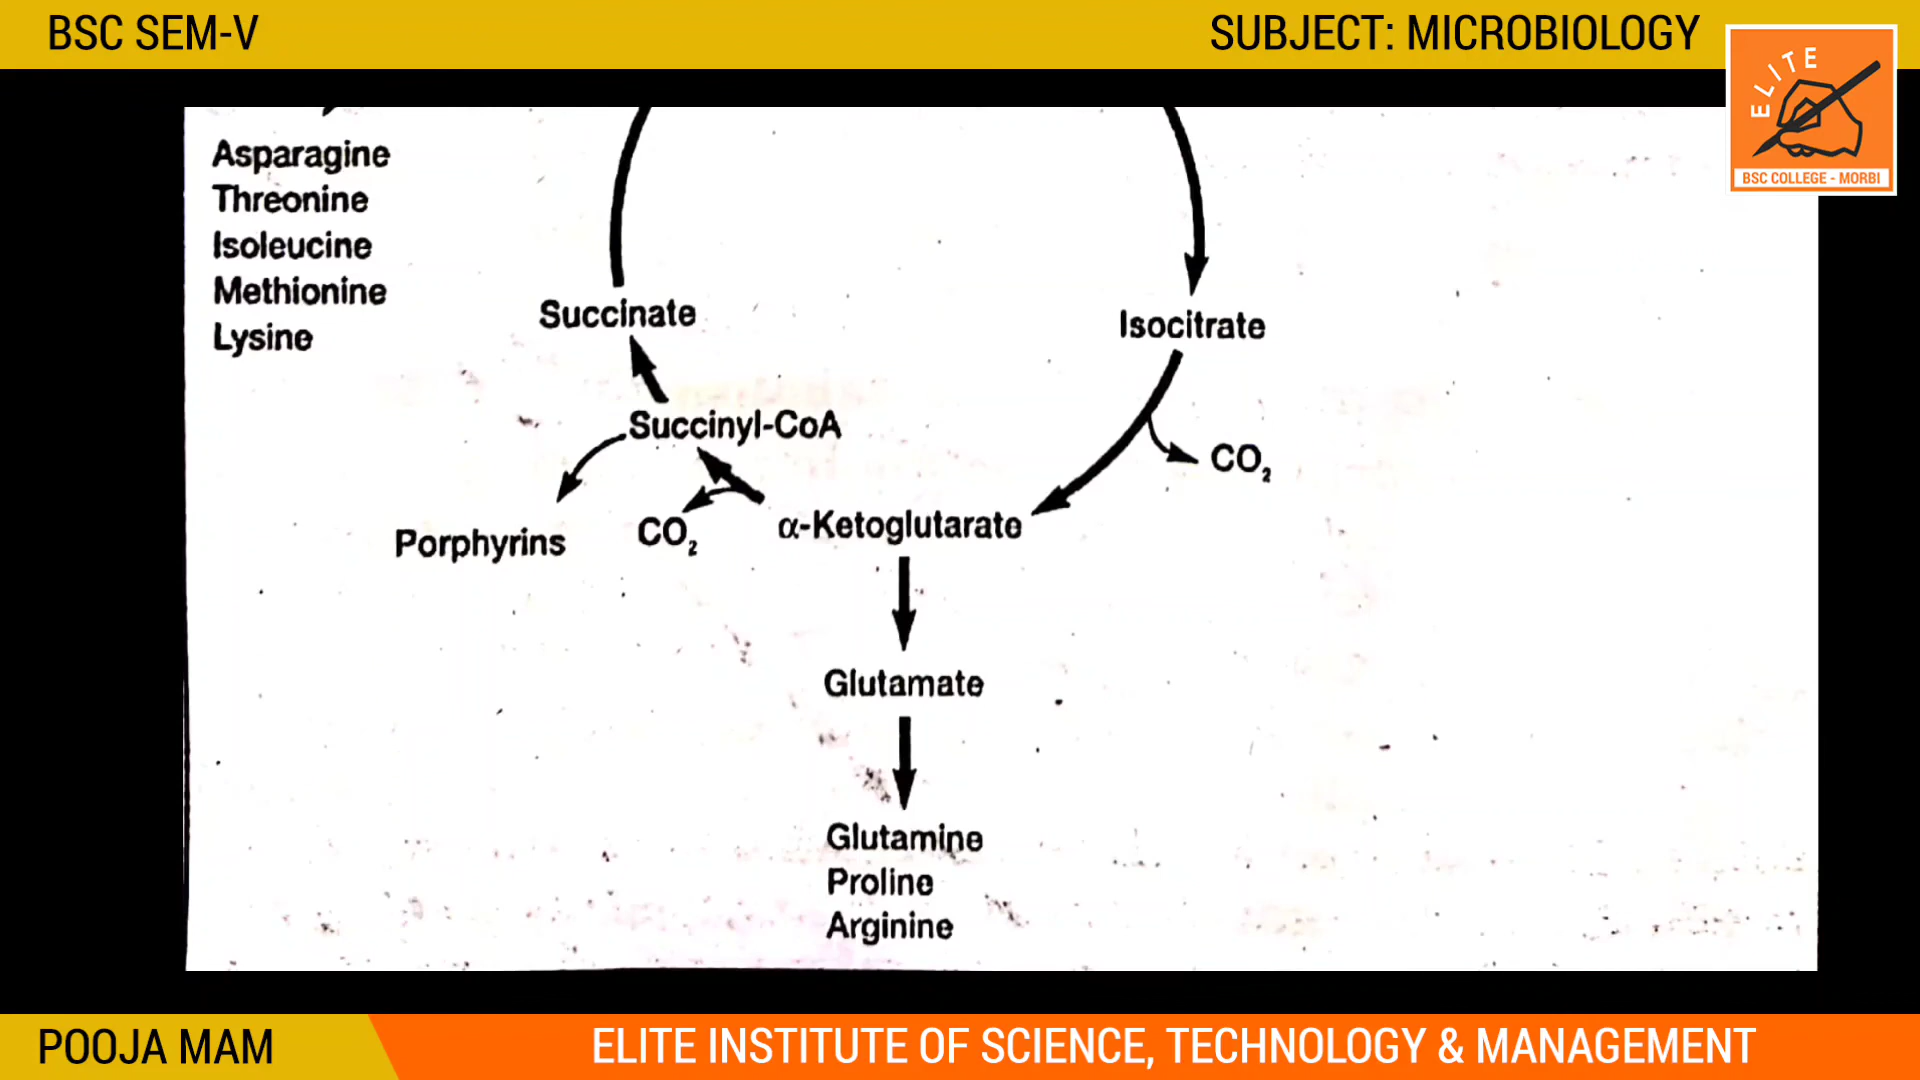 BSC SEM-V
SUBJECT: MICROBIOLOGY
ELITE
BSC COLLEGE - MORBI
Asparagine
Threonine
Isoleucine
Methionine
Lysine
Succinate
Isocitrate
Succinyl-CoA
CO₂
Porphyrins
CO₂
α-Ketoglutarate
Glutamate
Glutamine
Proline
Arginine
POOJA MAM
ELITE INSTITUTE OF SCIENCE, TECHNOLOGY & MANAGEMENT